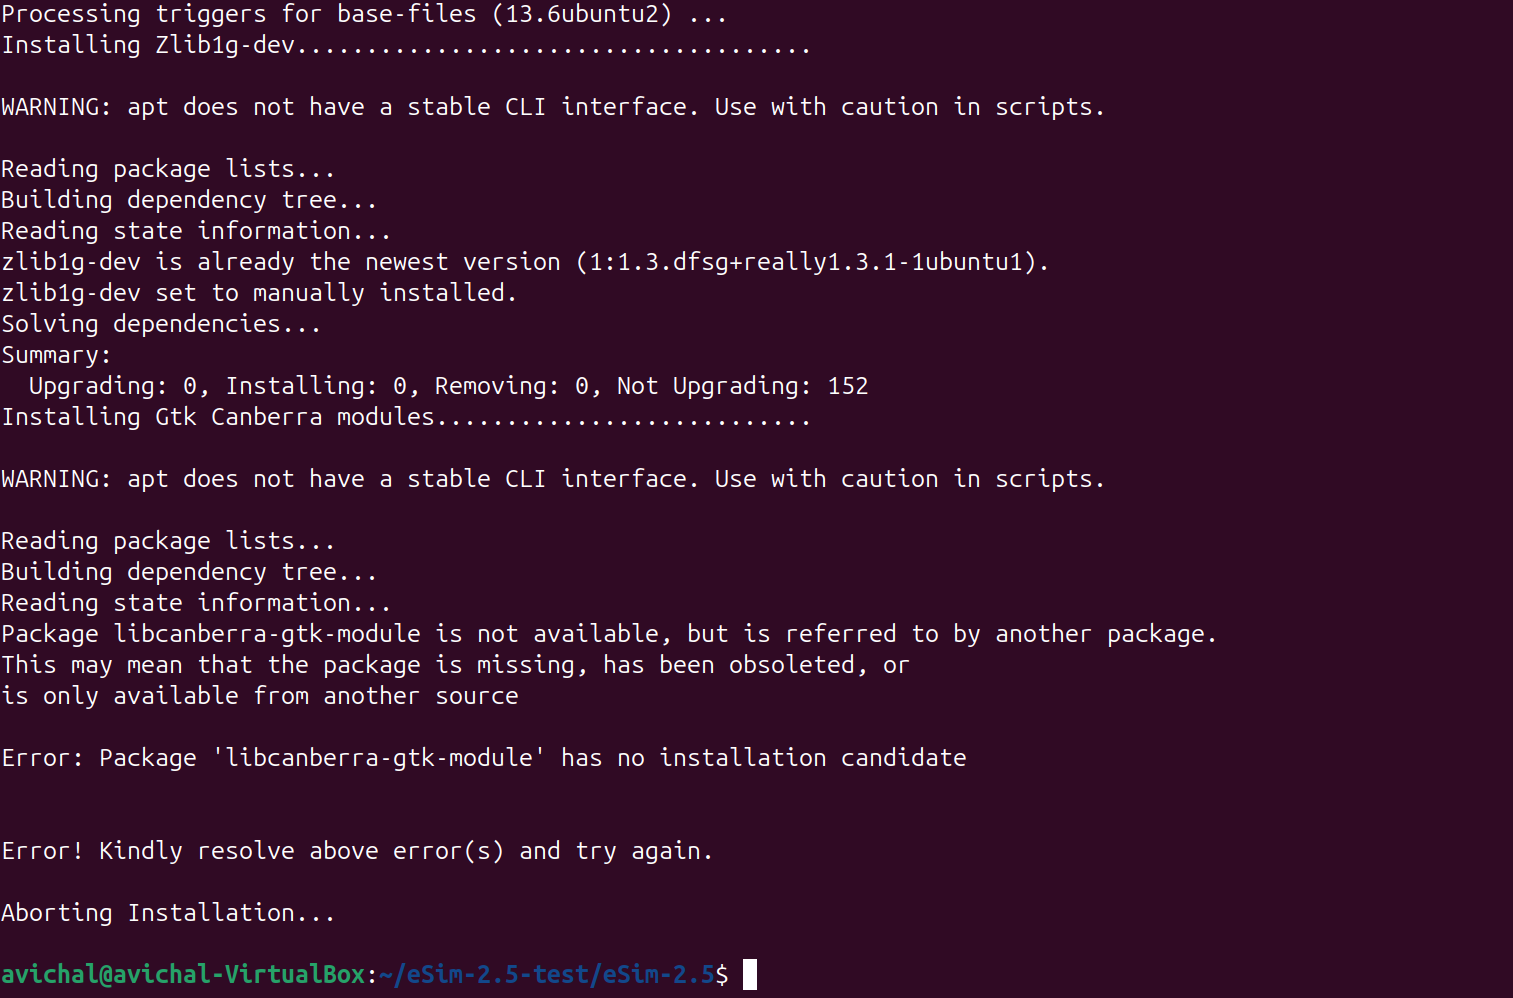 Processing triggers for base-files (13.6ubuntu2) ...
Installing Zlib1g-dev.....................................
WARNING: apt does not have a stable CLI interface. Use with caution in scripts.
Reading package lists...
Building dependency tree...
Reading state information...
zlib1g-dev is already the newest version (1:1.3.dfsg+really1.3.1-1ubuntu1).
zlib1g-dev set to manually installed.
Solving dependencies...
Summary:
  Upgrading: 0, Installing: 0, Removing: 0, Not Upgrading: 152
Installing Gtk Canberra modules...........................
WARNING: apt does not have a stable CLI interface. Use with caution in scripts.
Reading package lists...
Building dependency tree...
Reading state information...
Package libcanberra-gtk-module is not available, but is referred to by another package.
This may mean that the package is missing, has been obsoleted, or
is only available from another source
Error: Package 'libcanberra-gtk-module' has no installation candidate
Error! Kindly resolve above error(s) and try again.
Aborting Installation...
avichal@avichal-VirtualBox:~/eSim-2.5-test/eSim-2.5$